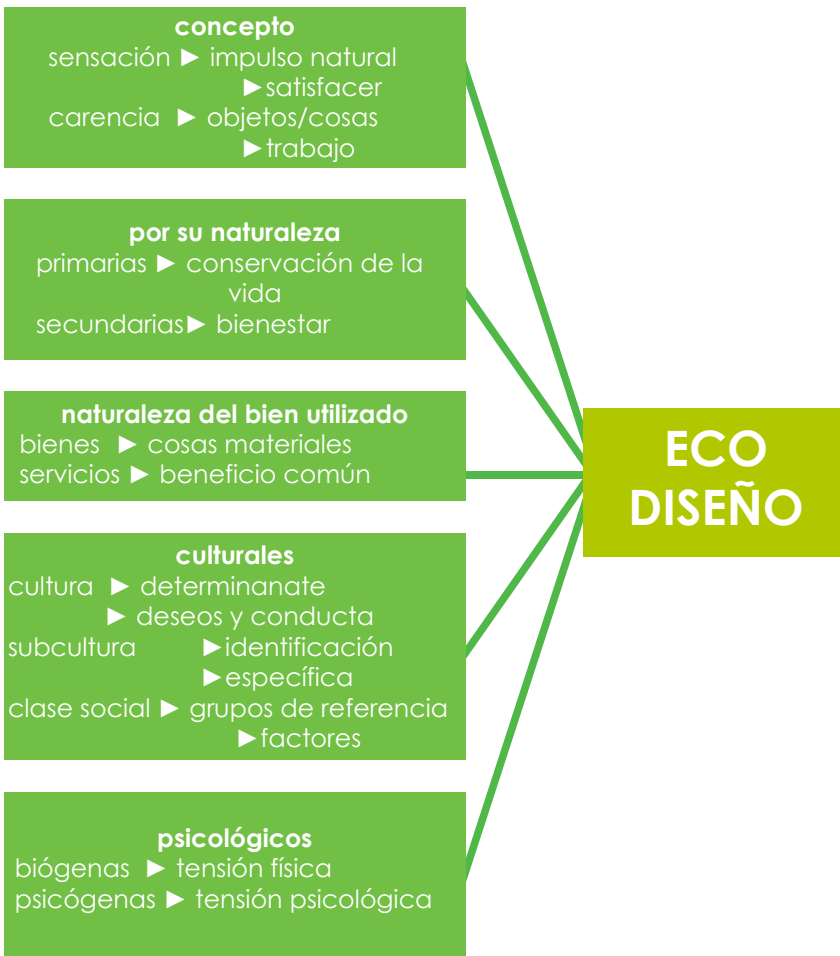 concepto
sensación ► impulso natural
►satisfacer
carencia ► objetos/cosas
►trabajo
por su naturaleza
primarias ► conservación de la
vida
secundarias► bienestar
naturaleza del bien utilizado
bienes ► cosas materiales
servicios ► beneficio común
culturales
cultura ► determinanate
► deseos y conducta
subcultura ►identificación
►específica
clase social ► grupos de referencia
►factores
psicológicos
biógenas ► tensión física
psicógenas ► tensión psicológica
ECO
DISEÑO